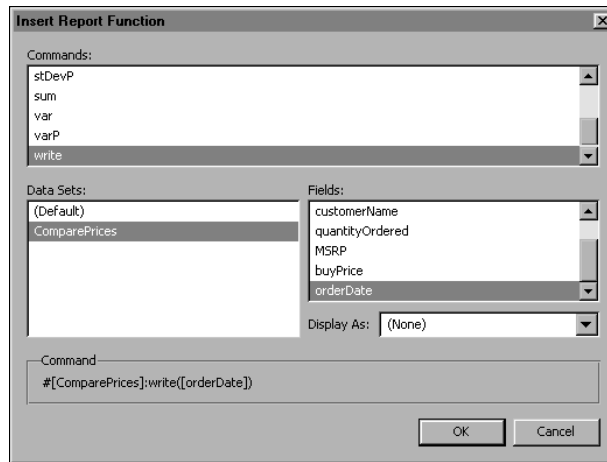 Insert Report Function
Commands:
stDevP
sum
var
varP
write
Data Sets:
(Default)
ComparePrices
Fields:
customerName
quantityOrdered
MSRP
buyPrice
orderDate
Display As: (None)
Command
#[ComparePrices]:write([orderDate])
OK Cancel